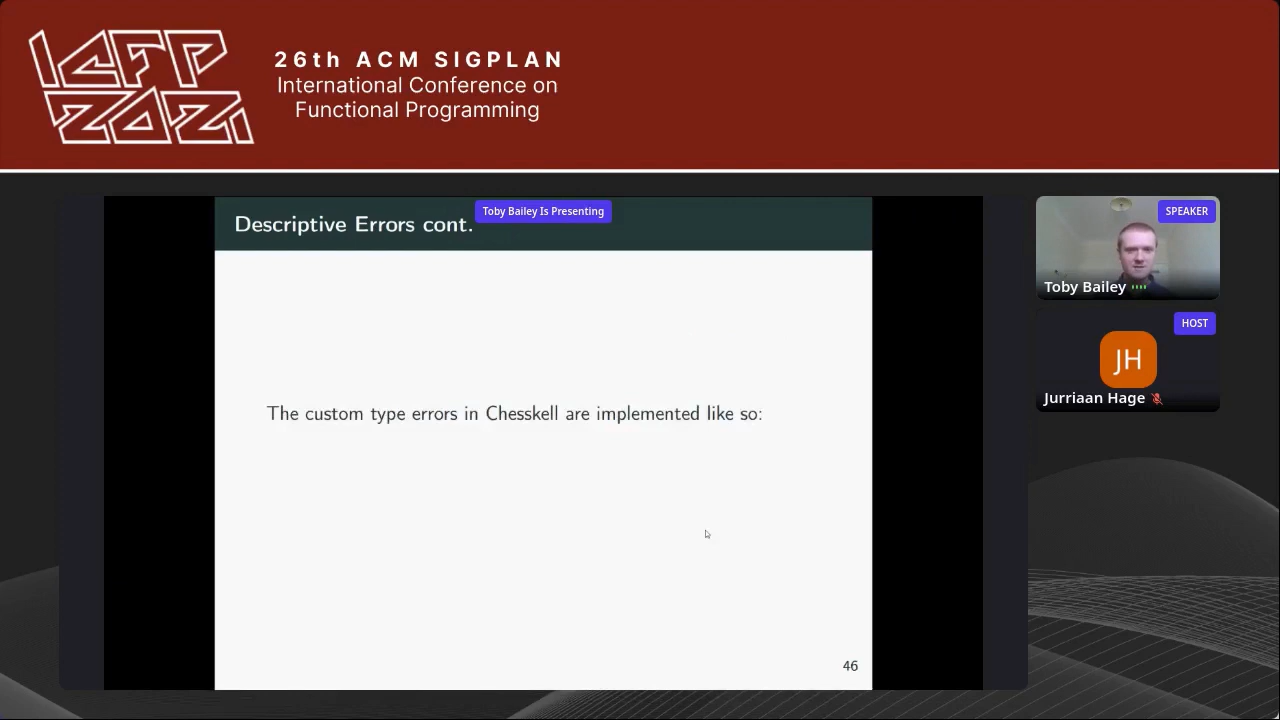 ICFP
2021
26th ACM SIGPLAN
International Conference on
Functional Programming
Descriptive Errors cont.
Toby Bailey Is Presenting
The custom type errors in Chesskell are implemented like so:
46
SPEAKER
Toby Bailey
HOST
JH
Jurriaan Hage